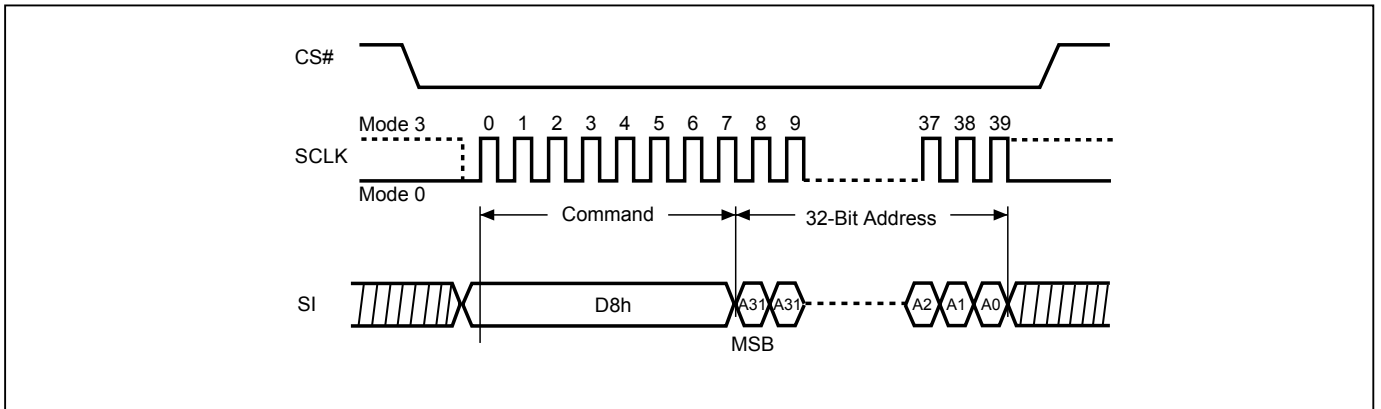 CS#
Mode 3
0 1 2 3 4 5 6 7 8 9 37 38 39
SCLK
Mode 0
Command
32-Bit Address
SI
D8h
A31 A31 A2 A1 A0
MSB